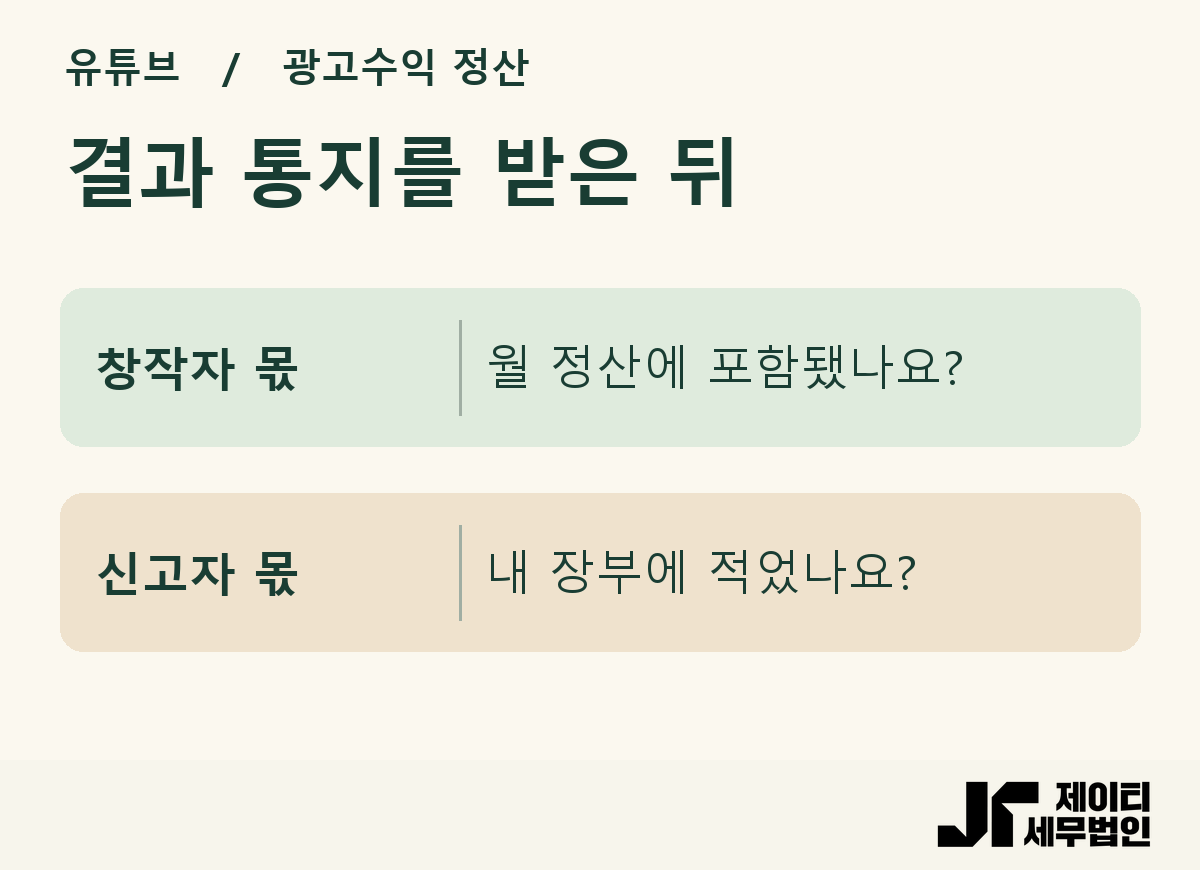 유튜브 / 광고수익 정산
결과 통지를 받은 뒤
창작자 몫
월 정산에 포함됐나요?
신고자 몫
내 장부에 적었나요?
JT 제이티
세무법인